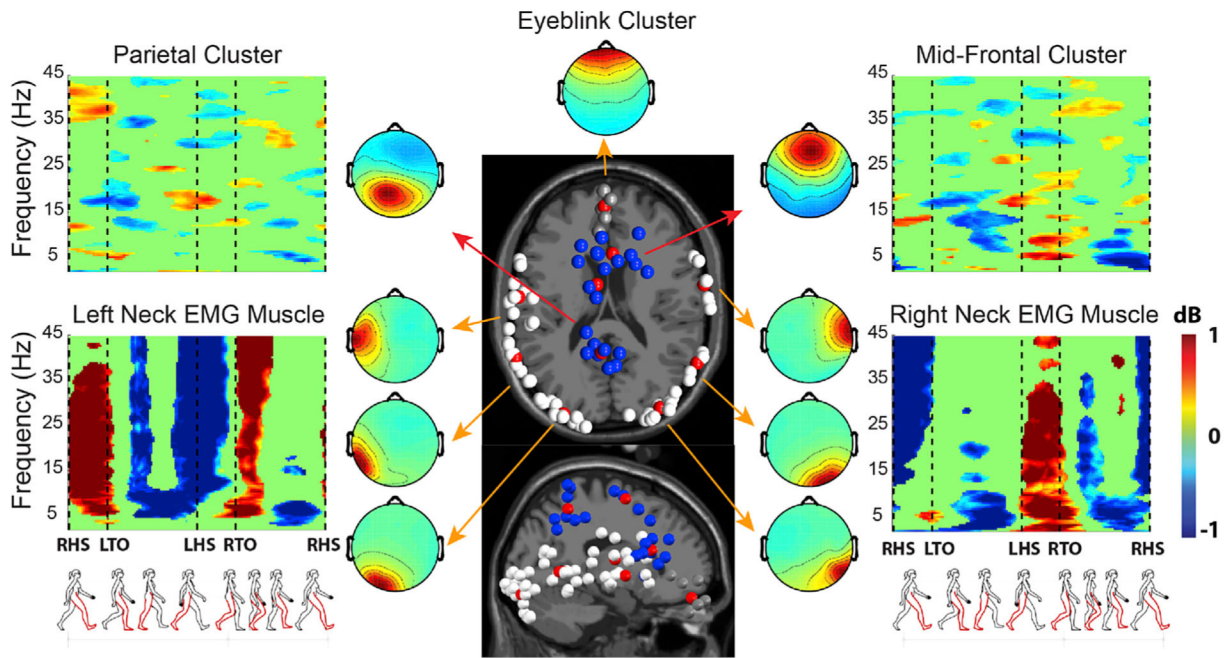 Eyeblink Cluster
Parietal Cluster
Mid-Frontal Cluster
Frequency (Hz)
45
35
25
15
5
45
35
25
15
5
Left Neck EMG Muscle
Right Neck EMG Muscle
Frequency (Hz)
45
35
25
15
5
45
35
25
15
5
dB
1
0
-1
RHS LTO LHS RTO RHS
RHS LTO LHS RTO RHS